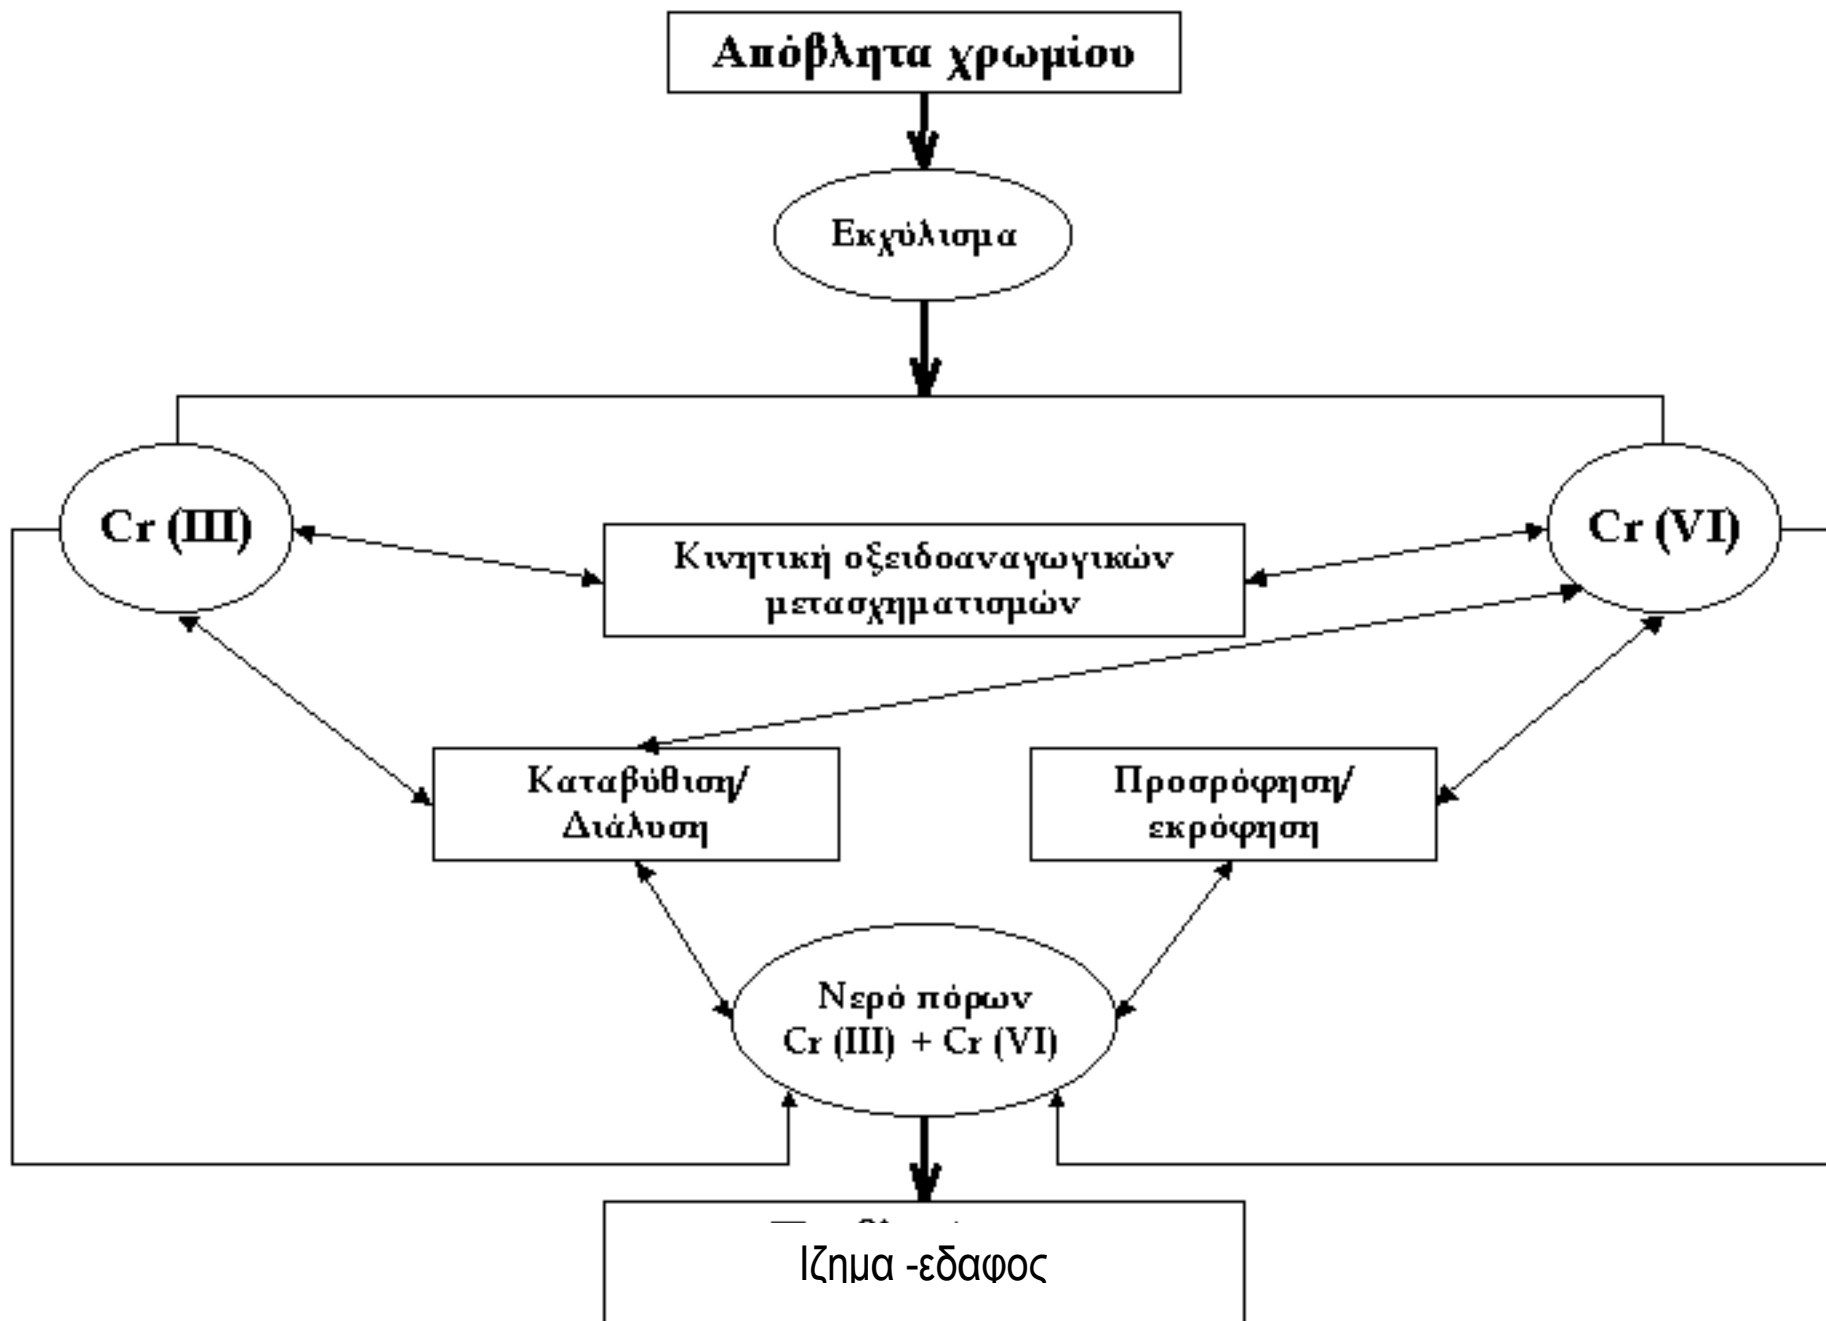 Απόβλητα χρωμίου
Εκχύλισμα
Cr (III)
Cr (VI)
Κινητική οξειδοαναγωγικών
μετασχηματισμών
Καταβύθιση/
Διάλυση
Προσρόφηση/
εκρόφηση
Νερό πόρων
Cr (III) + Cr (VI)
Ιζημα -εδαφος